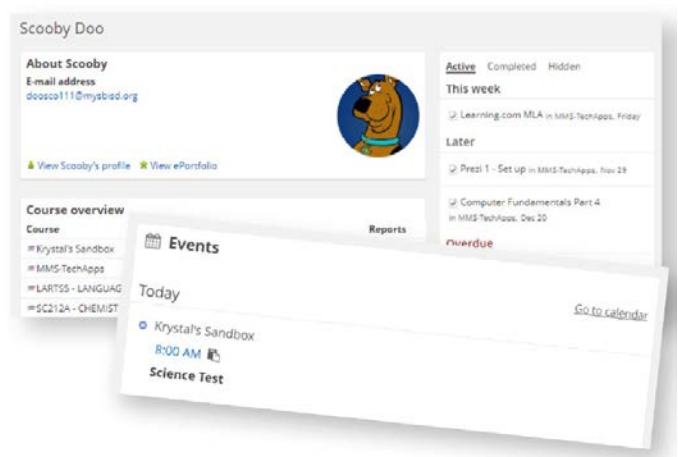 Scooby Doo
About Scooby
E-mail address
doosco111@mysbisd.org
View Scooby's profile View ePortfolio
Course overview
Course Reports
Krystal's Sandbox
MMS-TechApps
LARTSS - LANGUAG
SC212A - CHEMIST
Active Completed Hidden
This week
Learning.com MLA in MMS-TechApps, Friday
Later
Prezi 1 - Set up in MMS-TechApps, Nov 29
Computer Fundamentals Part 4
in MMS-TechApps, Dec 20
Overdue
Events
Today
Go to calendar
Krystal's Sandbox
8:00 AM
Science Test